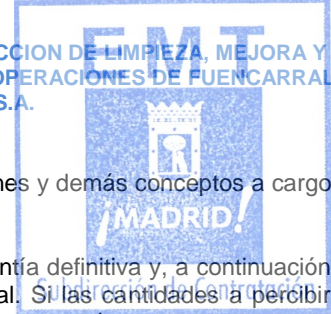 CCION DE LIMPIEZA, MEJORA Y
OPERACIONES DE FUENCARRAL
S.A.
EMT
¡MADRID!
nes y demás conceptos a cargo
ntía definitiva y, a continuación
al. Si las cantidades a percibir
Subdirección de Contratación